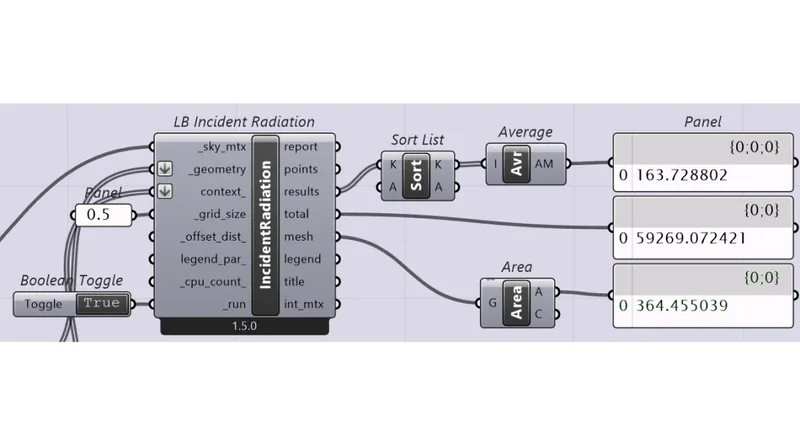 LB Incident Radiation
_sky_mtx
_geometry
context_
_grid_size
_offset_dist_
legend_par_
_cpu_count_
_run
IncidentRadiation
report
points
results
total
mesh
legend
title
int_mtx
1.5.0
Panel
0.5
Boolean Toggle
Toggle True
Sort List
K Sort K
A A
Average
I Avr AM
Area
G Area A
C
Panel
{0;0;0}
0 163.728802
{0;0}
0 59269.072421
{0;0}
0 364.455039